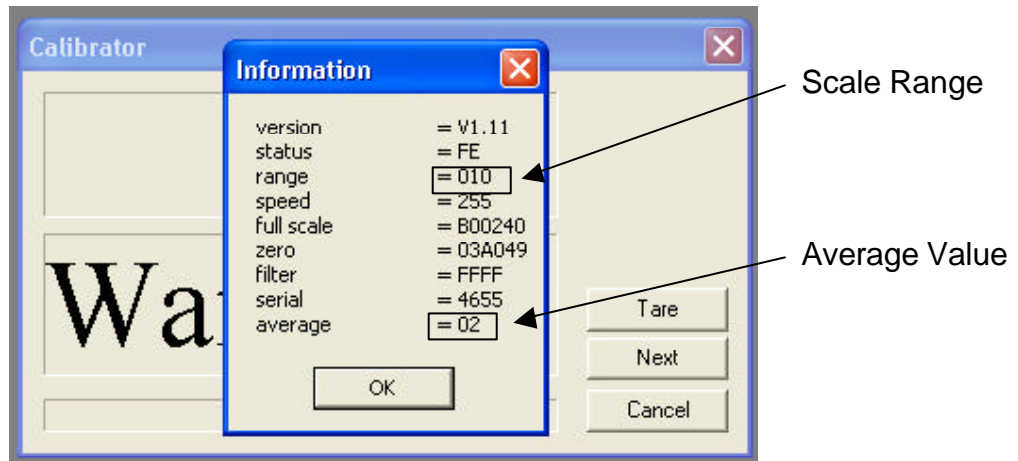 Calibrator
Information
Scale Range
version = V1.11
status = FE
range = 010
speed = 255
full scale = B00240
zero = 03A049
filter = FFFF
serial = 4655
average = 02
Average Value
Wa
Tare
Next
OK
Cancel